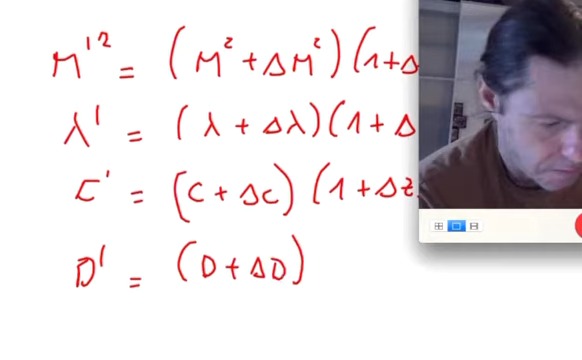 M'² = (M² + ΔM²)(1+Δ
λ' = (λ + Δλ)(1 + Δ
C' = (C + ΔC)(1 + Δz
D' = (D + ΔD)